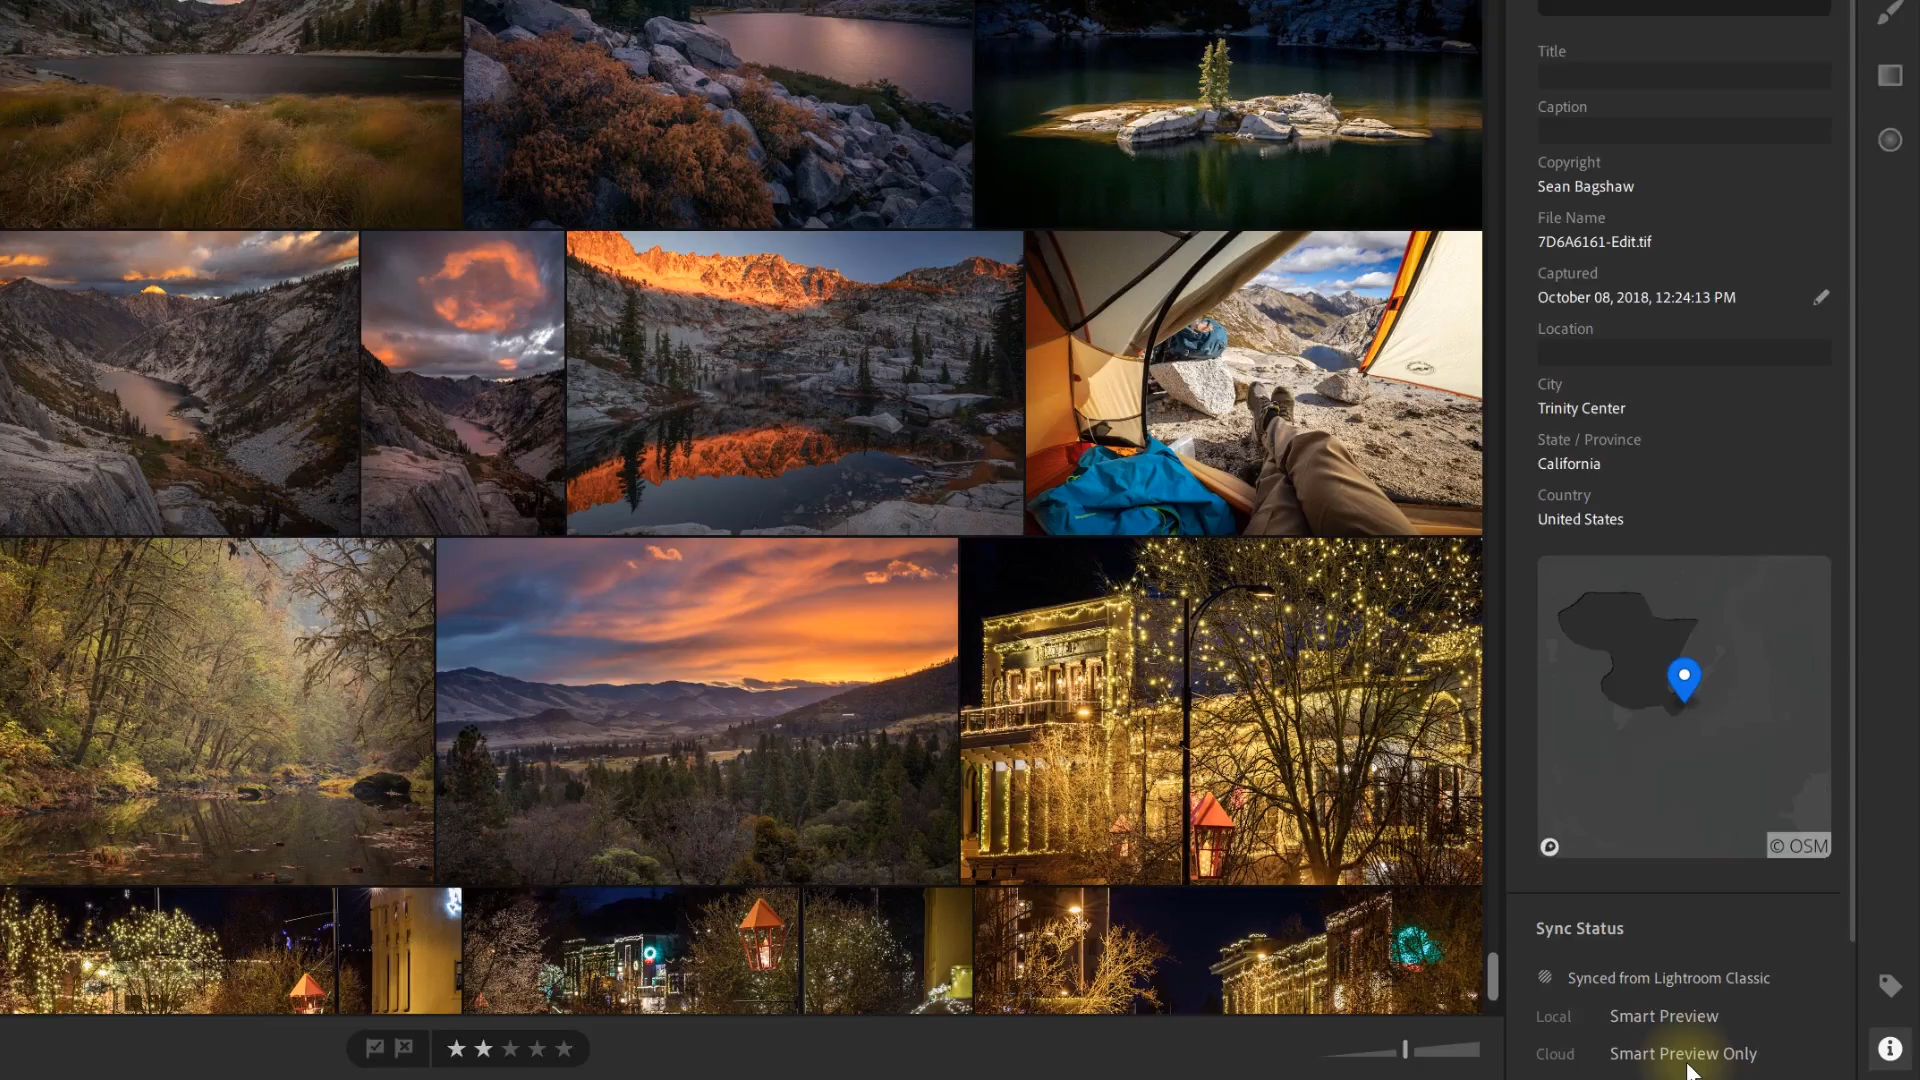 Title
Caption
Copyright
Sean Bagshaw
File Name
7D6A6161-Edit.tif
Captured
October 08, 2018, 12:24:13 PM
Location
City
Trinity Center
State / Province
California
Country
United States
© OSM
Sync Status
Synced from Lightroom Classic
Local Smart Preview
Cloud Smart Preview Only